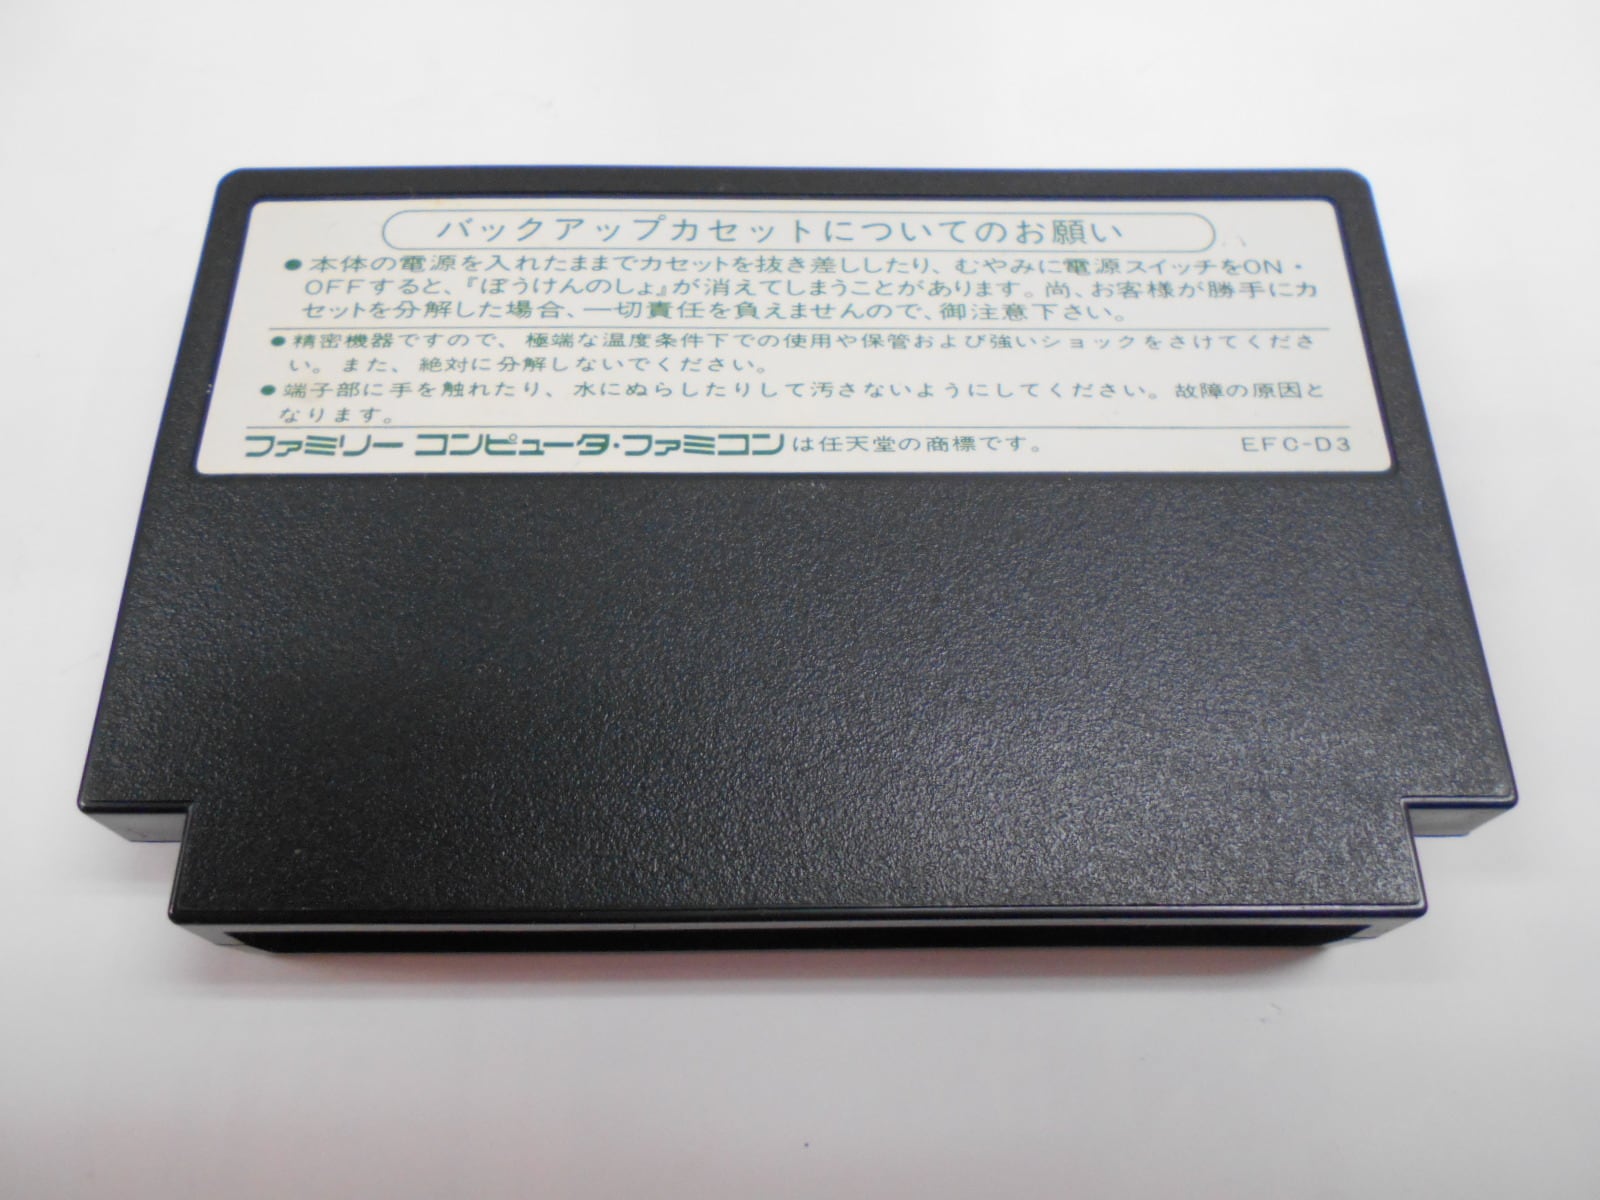 バックアップカセットについてのお願い
●本体の電源を入れたままでカセットを抜き差ししたり、むやみに電源スイッチをON・
OFFすると、『ぼうけんのしょ』が消えてしまうことがあります。尚、お客様が勝手にカ
セットを分解した場合、一切責任を負えませんので、御注意下さい。
●精密機器ですので、極端な温度条件下での使用や保管および強いショックをさけてくださ
い。また、絶対に分解しないでください。
●端子部に手を触れたり、水にぬらしたりして汚さないようにしてください。故障の原因と
なります。
ファミリー コンピュータ・ファミコンは任天堂の商標です。 EFC-D3